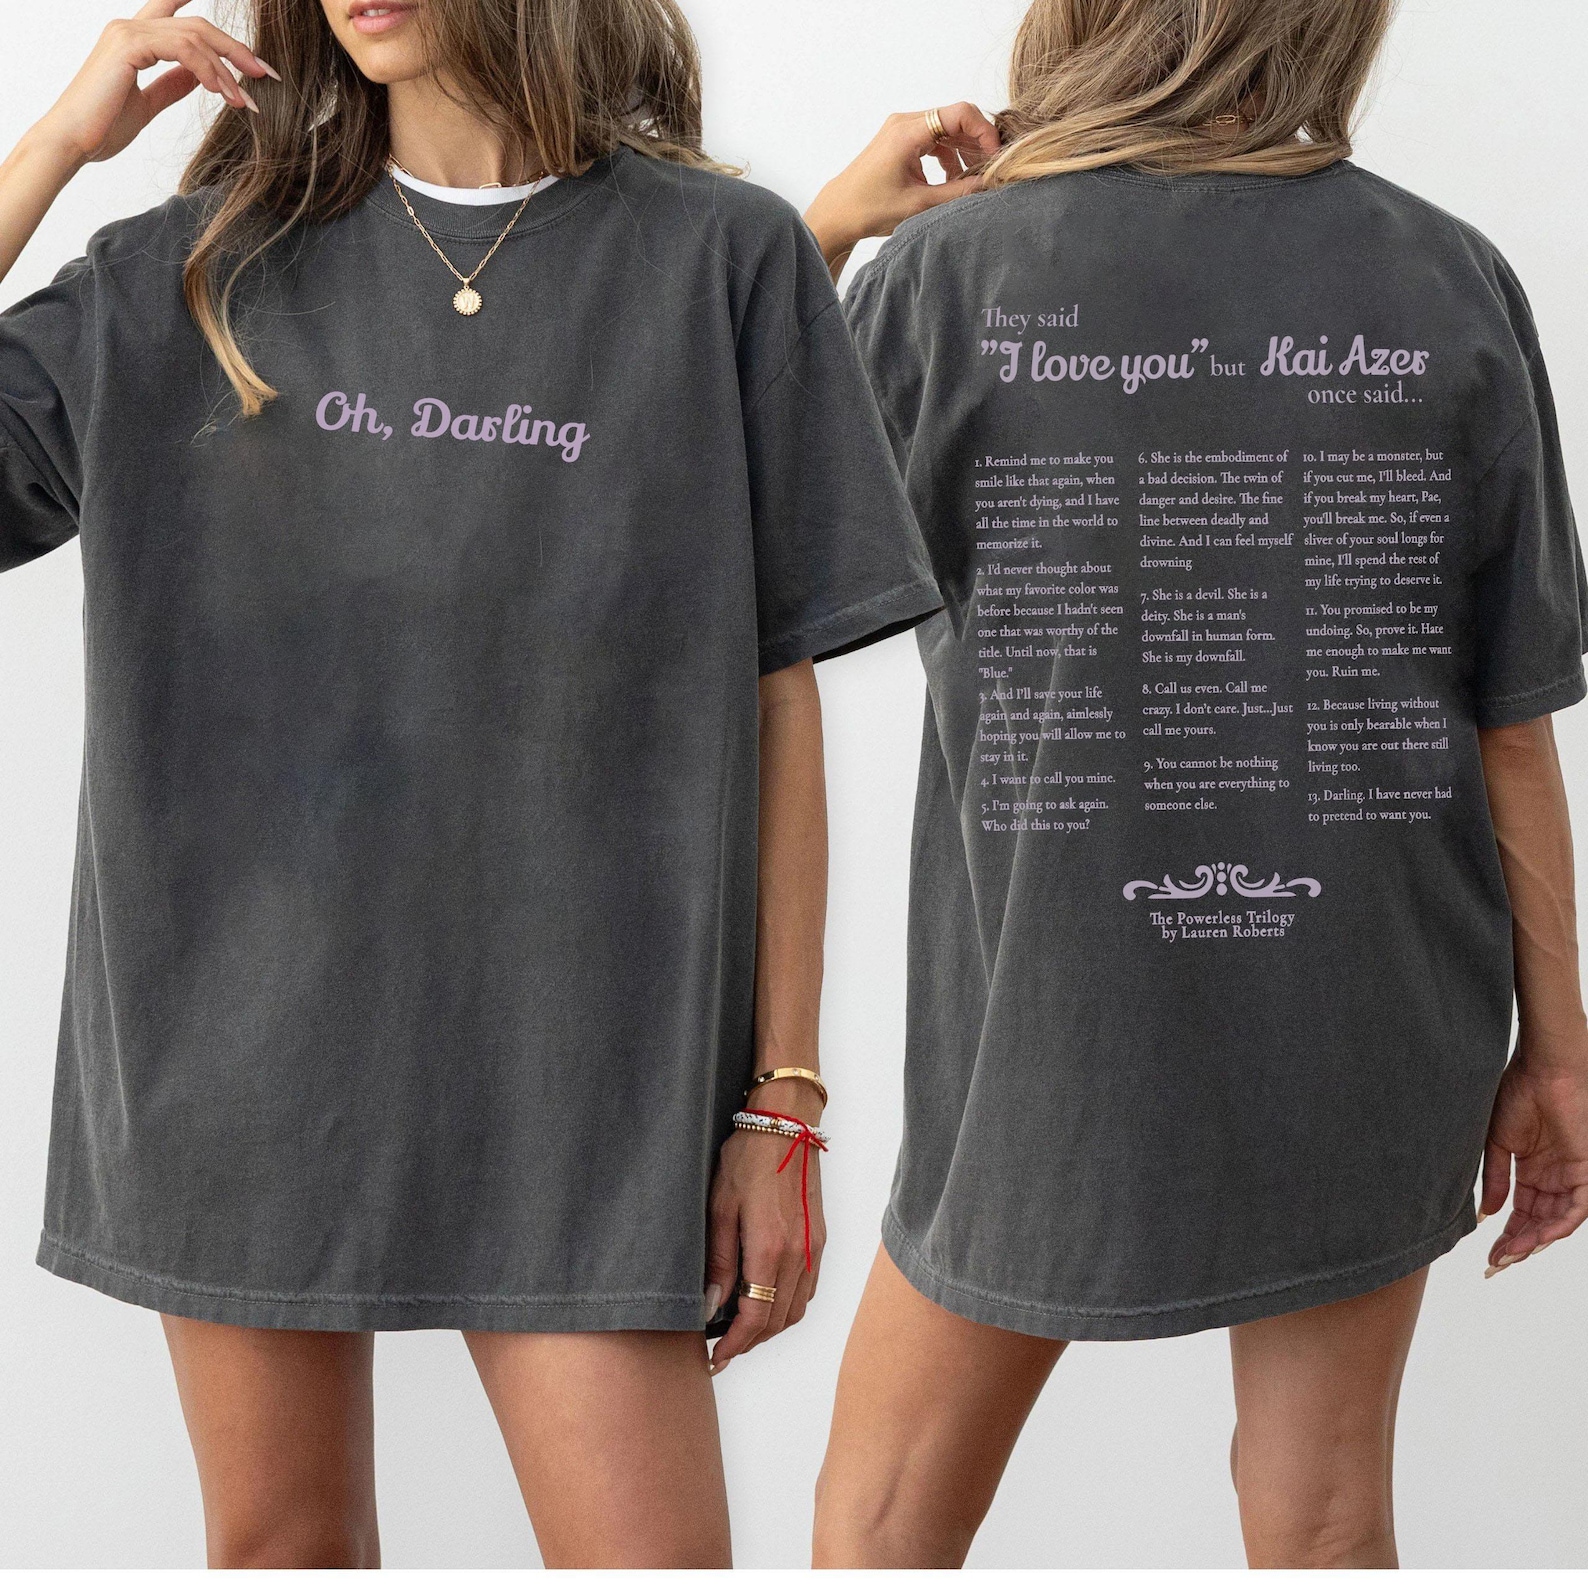 Oh, Darling
They said
"I love you" but Kai Azer
once said...
1. Remind me to make you
smile like that again, when
you aren't dying, and I have
all the time in the world to
memorize it.
2. I'd never thought about
what my favorite color was
before because I hadn't seen
one that was worthy of the
title. Until now, that is
"Blue."
3. And I'll save your life
again and again, aimlessly
hoping you will allow me to
stay in it.
4. I want to call you mine.
5. I'm going to ask again.
Who did this to you?
6. She is the embodiment of
a bad decision. The twin of
danger and desire. The fine
line between deadly and
divine. And I can feel myself
drowning
7. She is a devil. She is a
deity. She is a man's
downfall in human form.
She is my downfall.
8. Call us even. Call me
crazy. I don't care. Just...Just
call me yours.
9. You cannot be nothing
when you are everything to
someone else.
10. I may be a monster, but
if you cut me, I'll bleed. And
if you break my heart, Pae,
you'll break me. So, if even a
sliver of your soul longs for
mine, I'll spend the rest of
my life trying to deserve it.
11. You promised to be my
undoing. So, prove it. Hate
me enough to make me want
you. Ruin me.
12. Because living without
you is only bearable when I
know you are out there still
living too.
13. Darling. I have never had
to pretend to want you.
The Powerless Trilogy
by Lauren Roberts